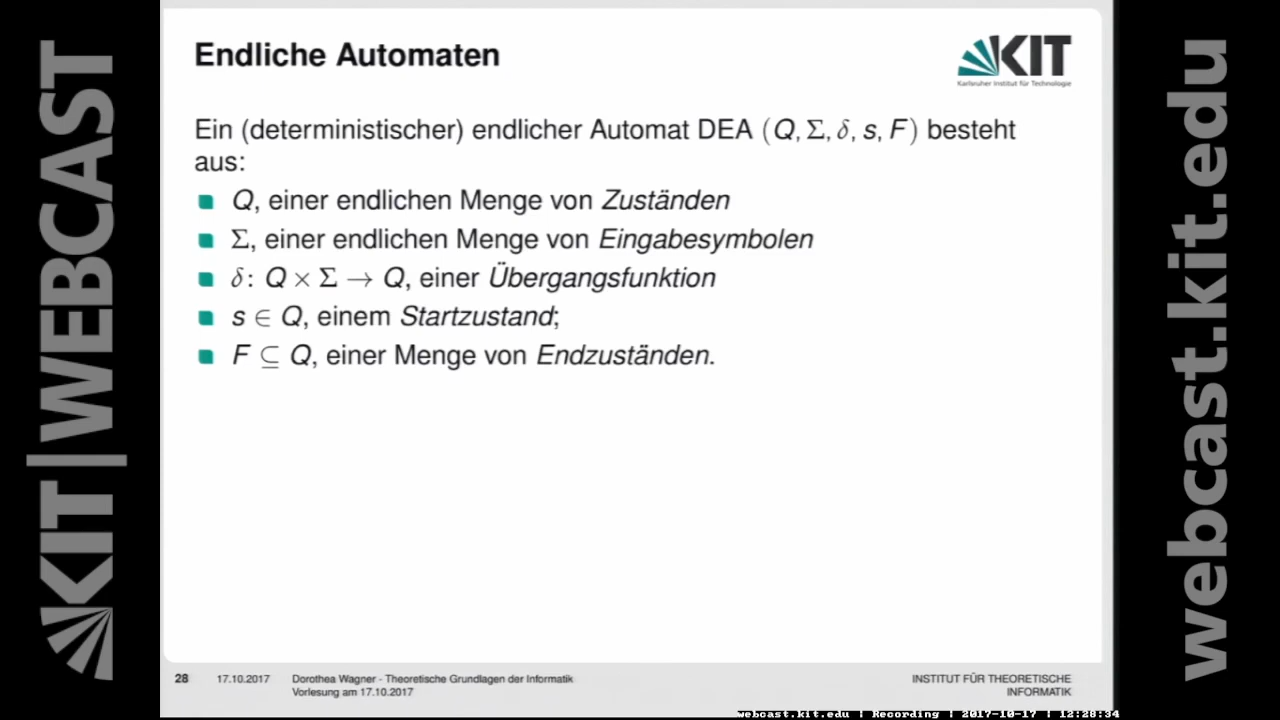 KIT|WEBCAST
Endliche Automaten
KIT
Karlsruher Institut für Technologie
Ein (deterministischer) endlicher Automat DEA (Q, Σ, δ, s, F) besteht
aus:
Q, einer endlichen Menge von Zuständen
Σ, einer endlichen Menge von Eingabesymbolen
δ: Q × Σ → Q, einer Übergangsfunktion
s ∈ Q, einem Startzustand;
F ⊆ Q, einer Menge von Endzuständen.
28 17.10.2017 Dorothea Wagner - Theoretische Grundlagen der Informatik
Vorlesung am 17.10.2017
INSTITUT FÜR THEORETISCHE
INFORMATIK
webcast.kit.edu | Recording | 2017-10-17 | 12:26:34
webcast.kit.edu